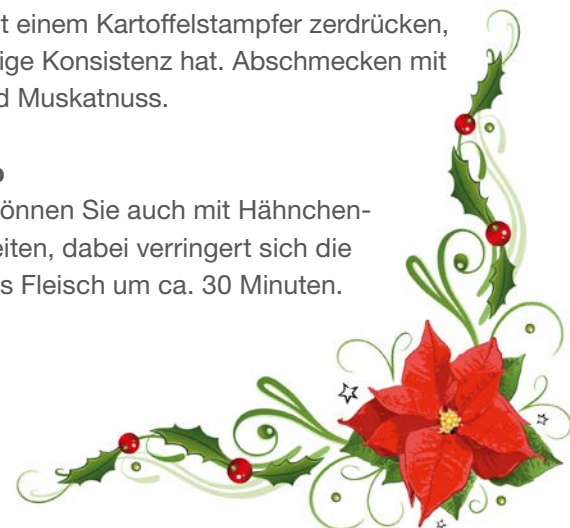 t einem Kartoffelstampfer zerdrücken,
ige Konsistenz hat. Abschmecken mit
d Muskatnuss.
können Sie auch mit Hähnchen-
eiten, dabei verringert sich die
s Fleisch um ca. 30 Minuten.